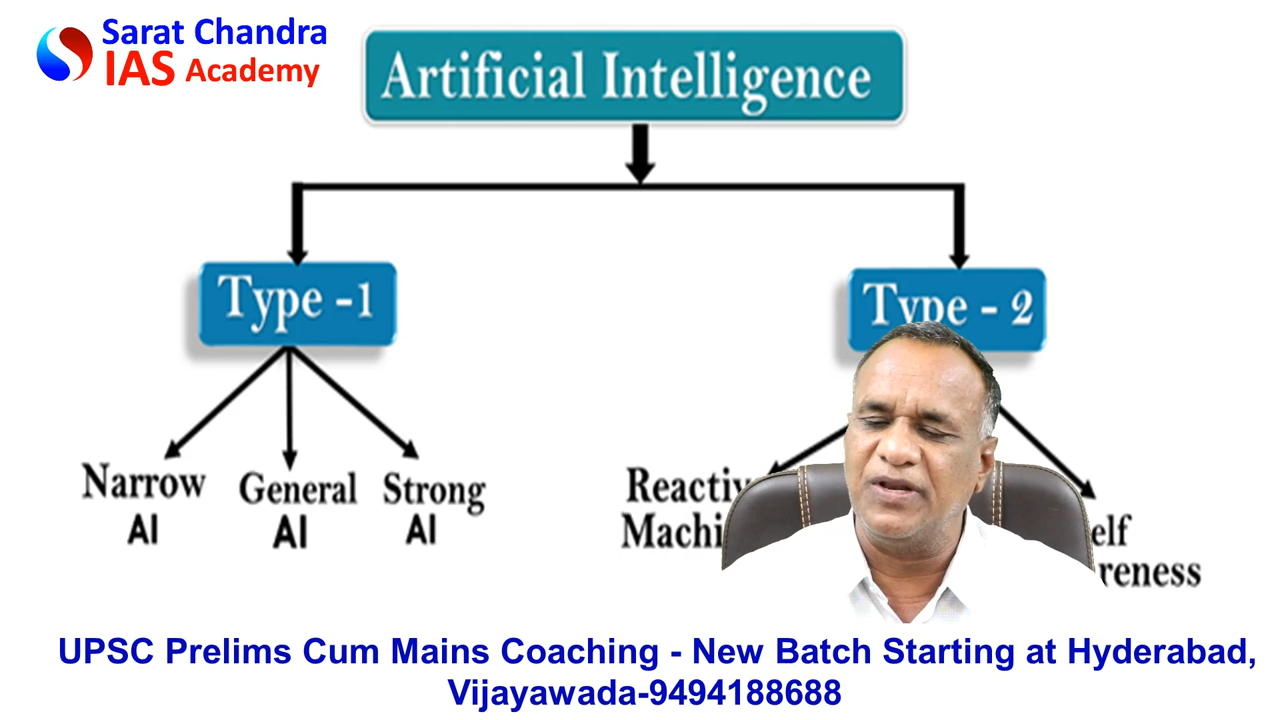 Sarat Chandra
IAS Academy
Artificial Intelligence
Type -1
Type - 2
Narrow
AI
General
AI
Strong
AI
UPSC Prelims Cum Mains Coaching - New Batch Starting at Hyderabad,
Vijayawada-9494188688